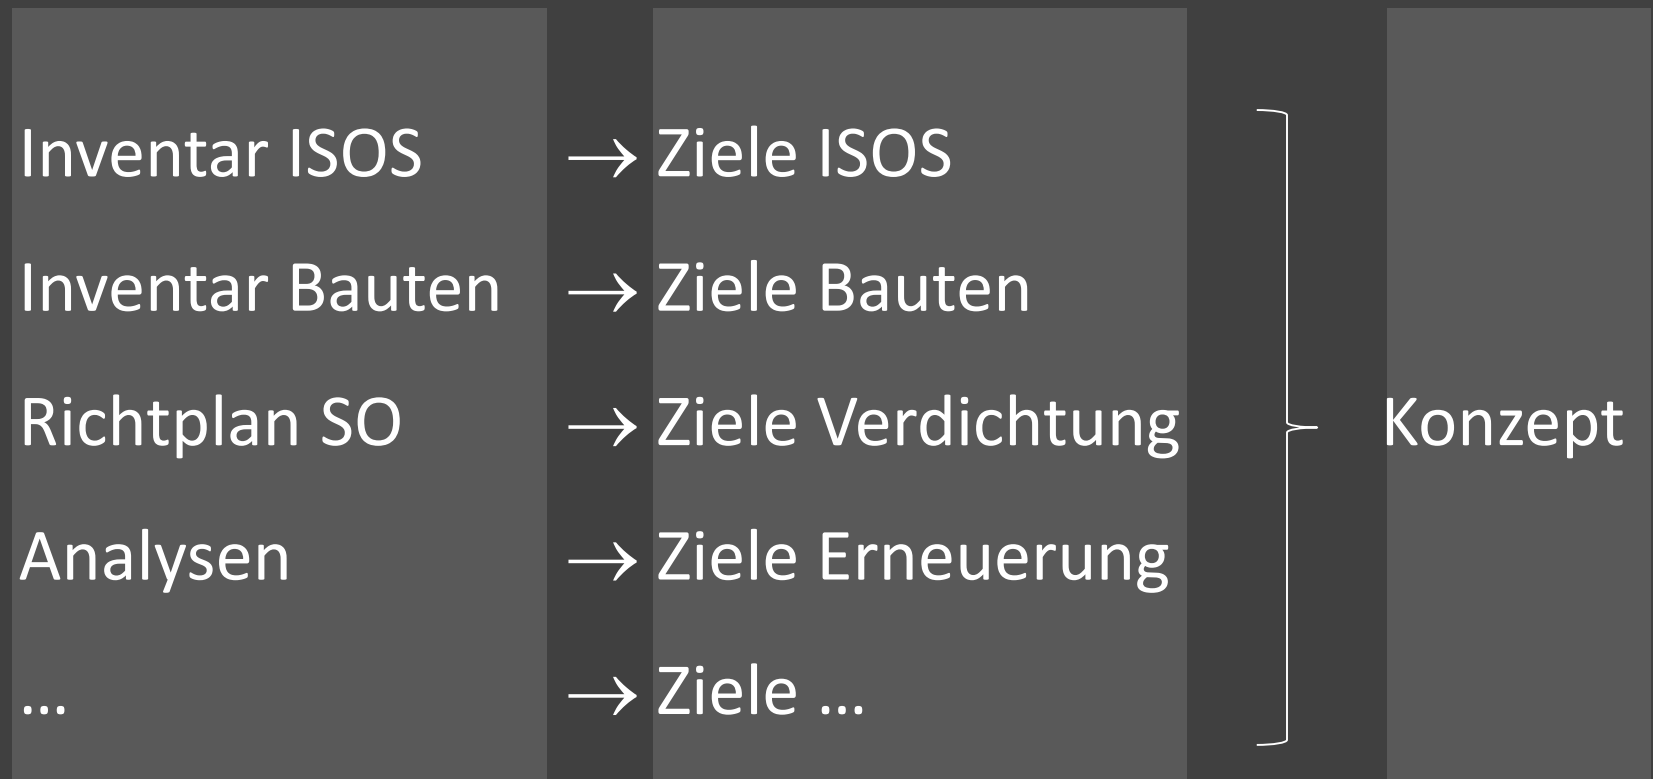 Inventar ISOS → Ziele ISOS
Inventar Bauten → Ziele Bauten
Richtplan SO → Ziele Verdichtung Konzept
Analysen → Ziele Erneuerung
... → Ziele ...